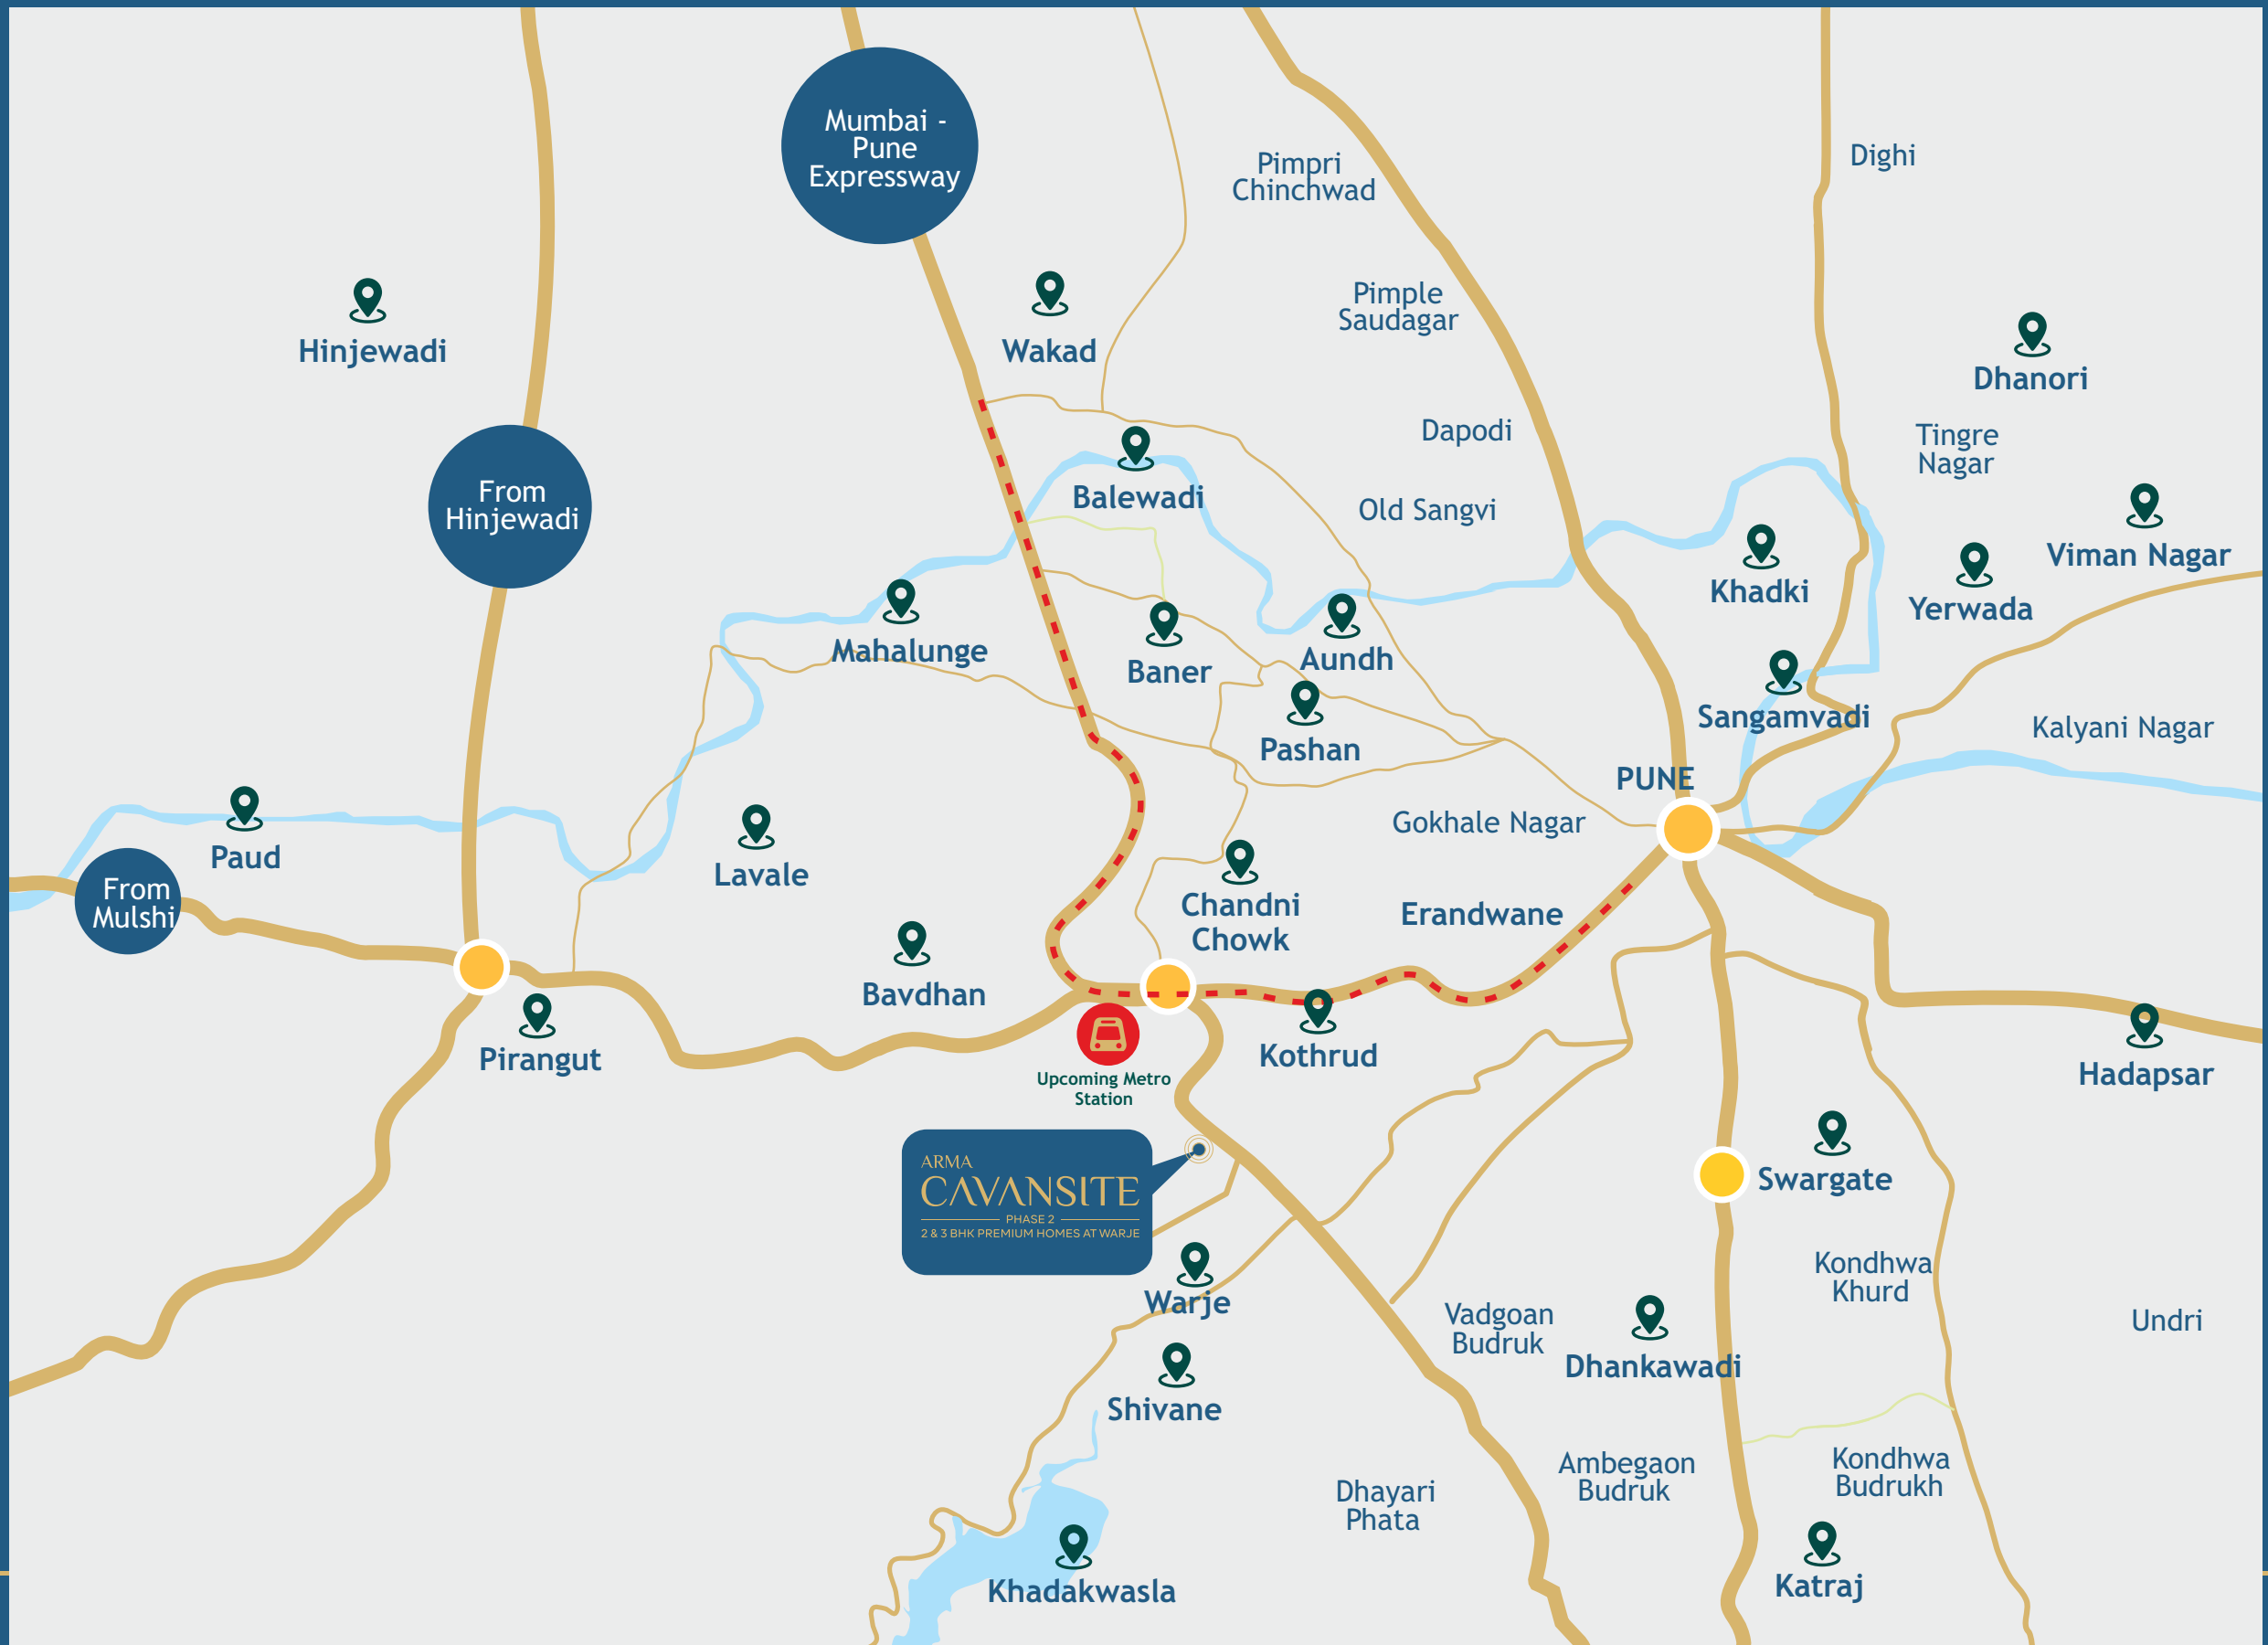 Mumbai -
Pune
Expressway
Pimpri
Chinchwad
Dighi
Hinjewadi
Wakad
Pimple
Saudagar
Dhanori
Dapodi
Tingre
Nagar
From
Hinjewadi
Balewadi
Old Sangvi
Viman Nagar
Khadki
Yerwada
Mahalunge
Baner
Aundh
Sangamvadi
Pashan
Kalyani Nagar
PUNE
Gokhale Nagar
Paud
Lavale
From
Mulshi
Chandni
Chowk
Erandwane
Bavdhan
Pirangut
Kothrud
Hadapsar
Upcoming Metro
Station
ARMA
CAVANSITE
PHASE 2
2 & 3 BHK PREMIUM HOMES AT WARJE
Swargate
Kondhwa
Khurd
Warje
Vadgoan
Budruk
Undri
Dhankawadi
Shivane
Ambegaon
Budruk
Kondhwa
Budrukh
Dhayari
Phata
Khadakwasla
Katraj